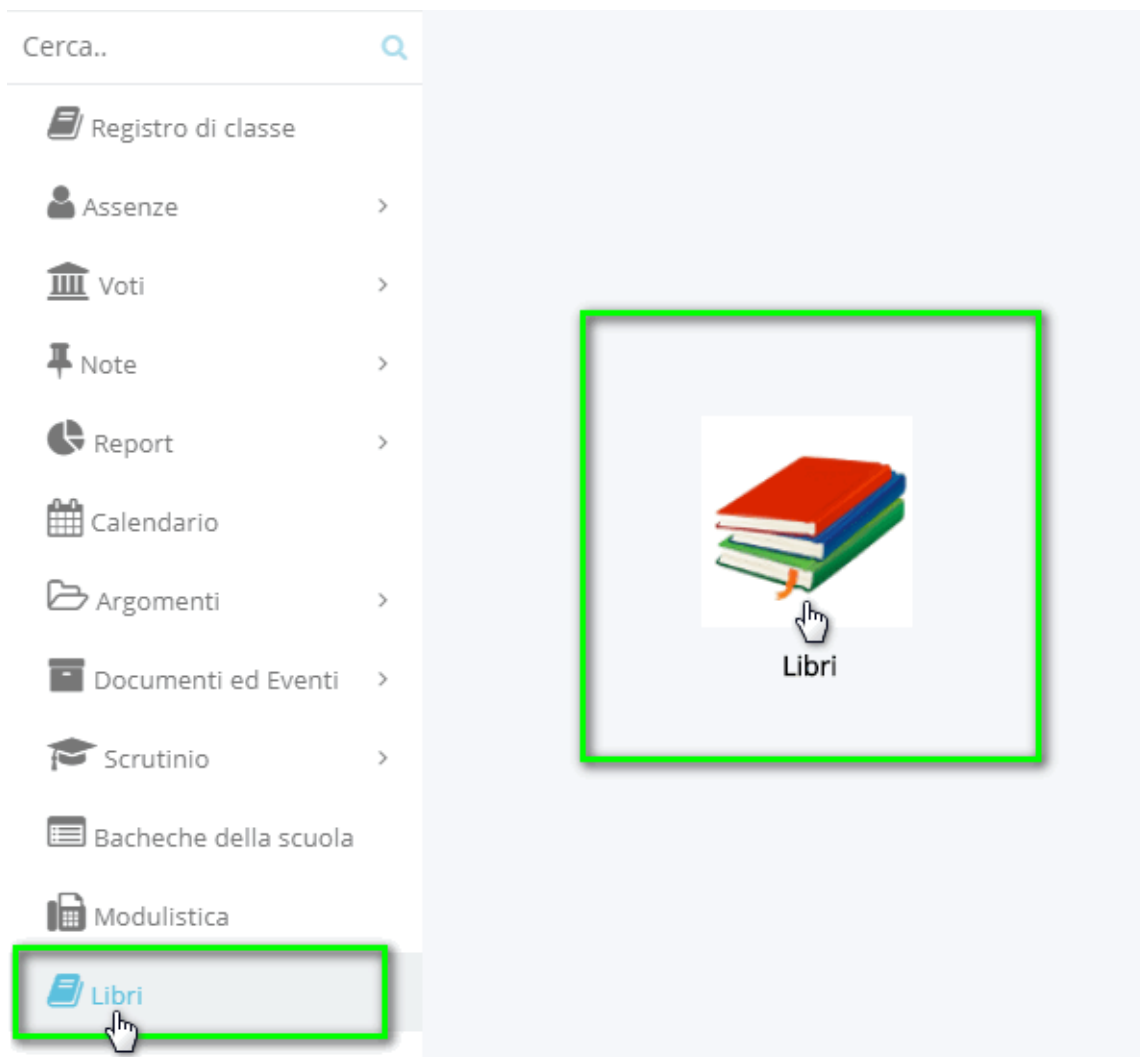 Cerca..
Registro di classe
Assenze
Voti
Note
Report
Calendario
Argomenti
Documenti ed Eventi
Scrutinio
Bacheche della scuola
Modulistica
Libri
Libri